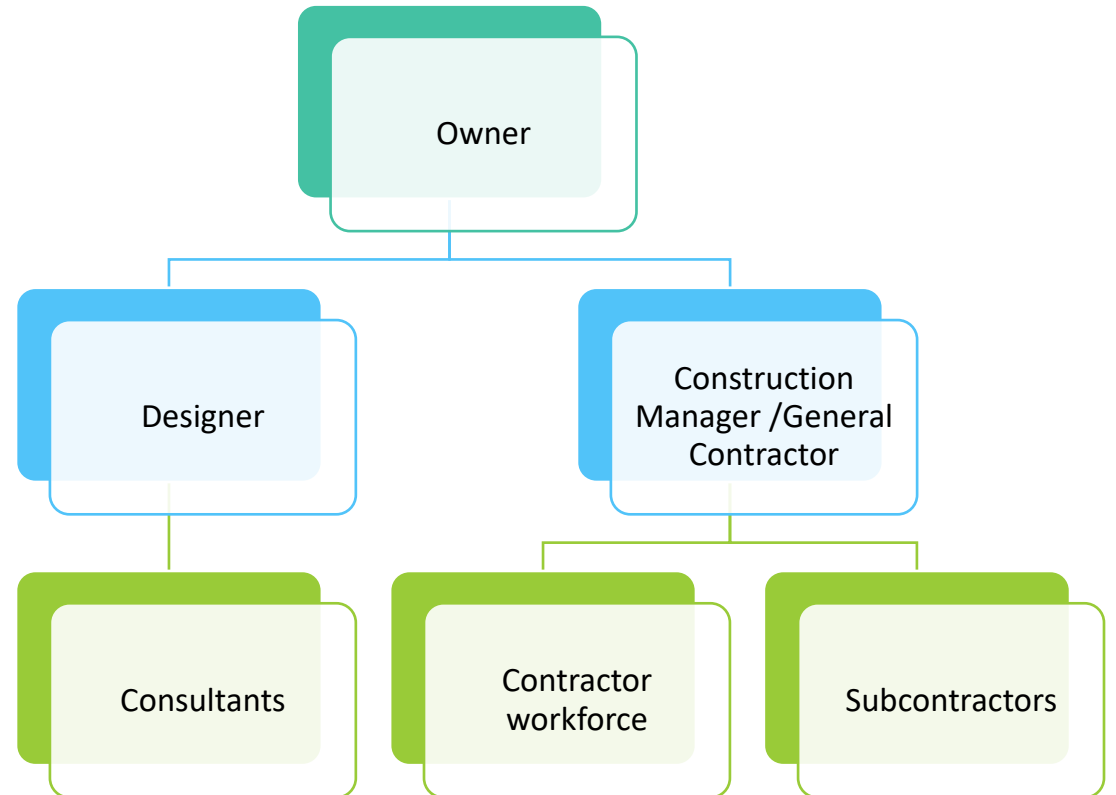 Owner
Designer
Construction
Manager /General
Contractor
Consultants
Contractor
workforce
Subcontractors